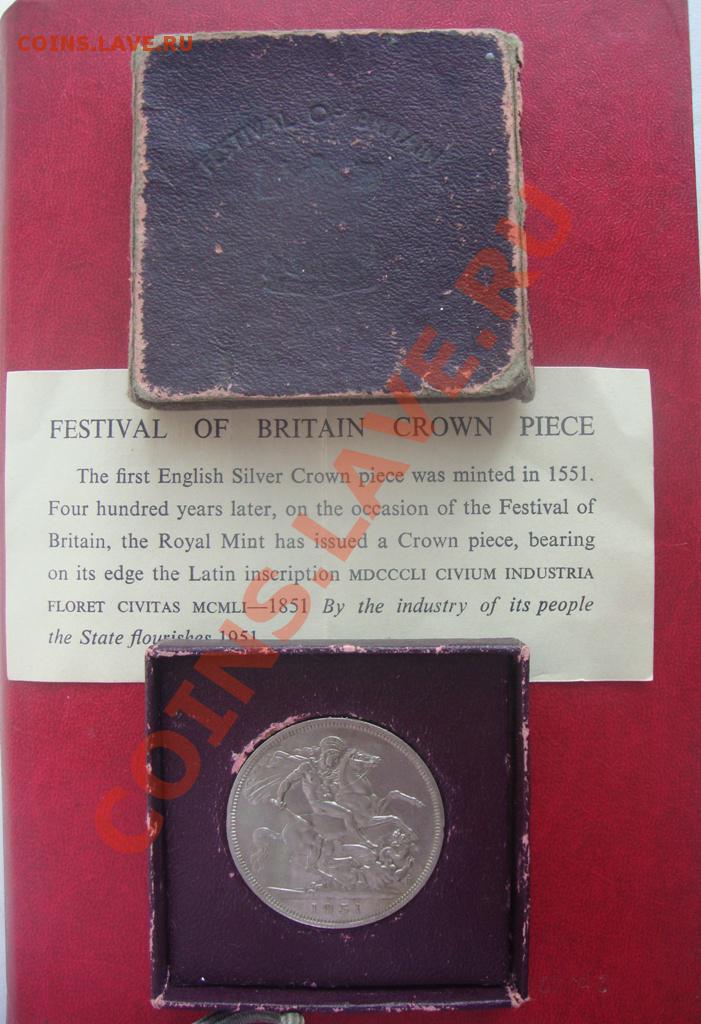 COINS.LAVE.RU
FESTIVAL OF BRITAIN
FESTIVAL OF BRITAIN CROWN PIECE
The first English Silver Crown piece was minted in 1551.
Four hundred years later, on the occasion of the Festival of
Britain, the Royal Mint has issued a Crown piece, bearing
on its edge the Latin inscription MDCCCLI CIVIUM INDUSTRIA
FLORET CIVITAS MCMLI—1851 By the industry of its people
the State flourishes 1951
1951
COINS.LAVE.RU